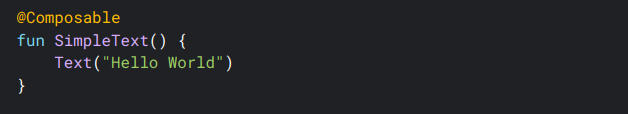 @Composable
fun SimpleText() {
    Text("Hello World")
}